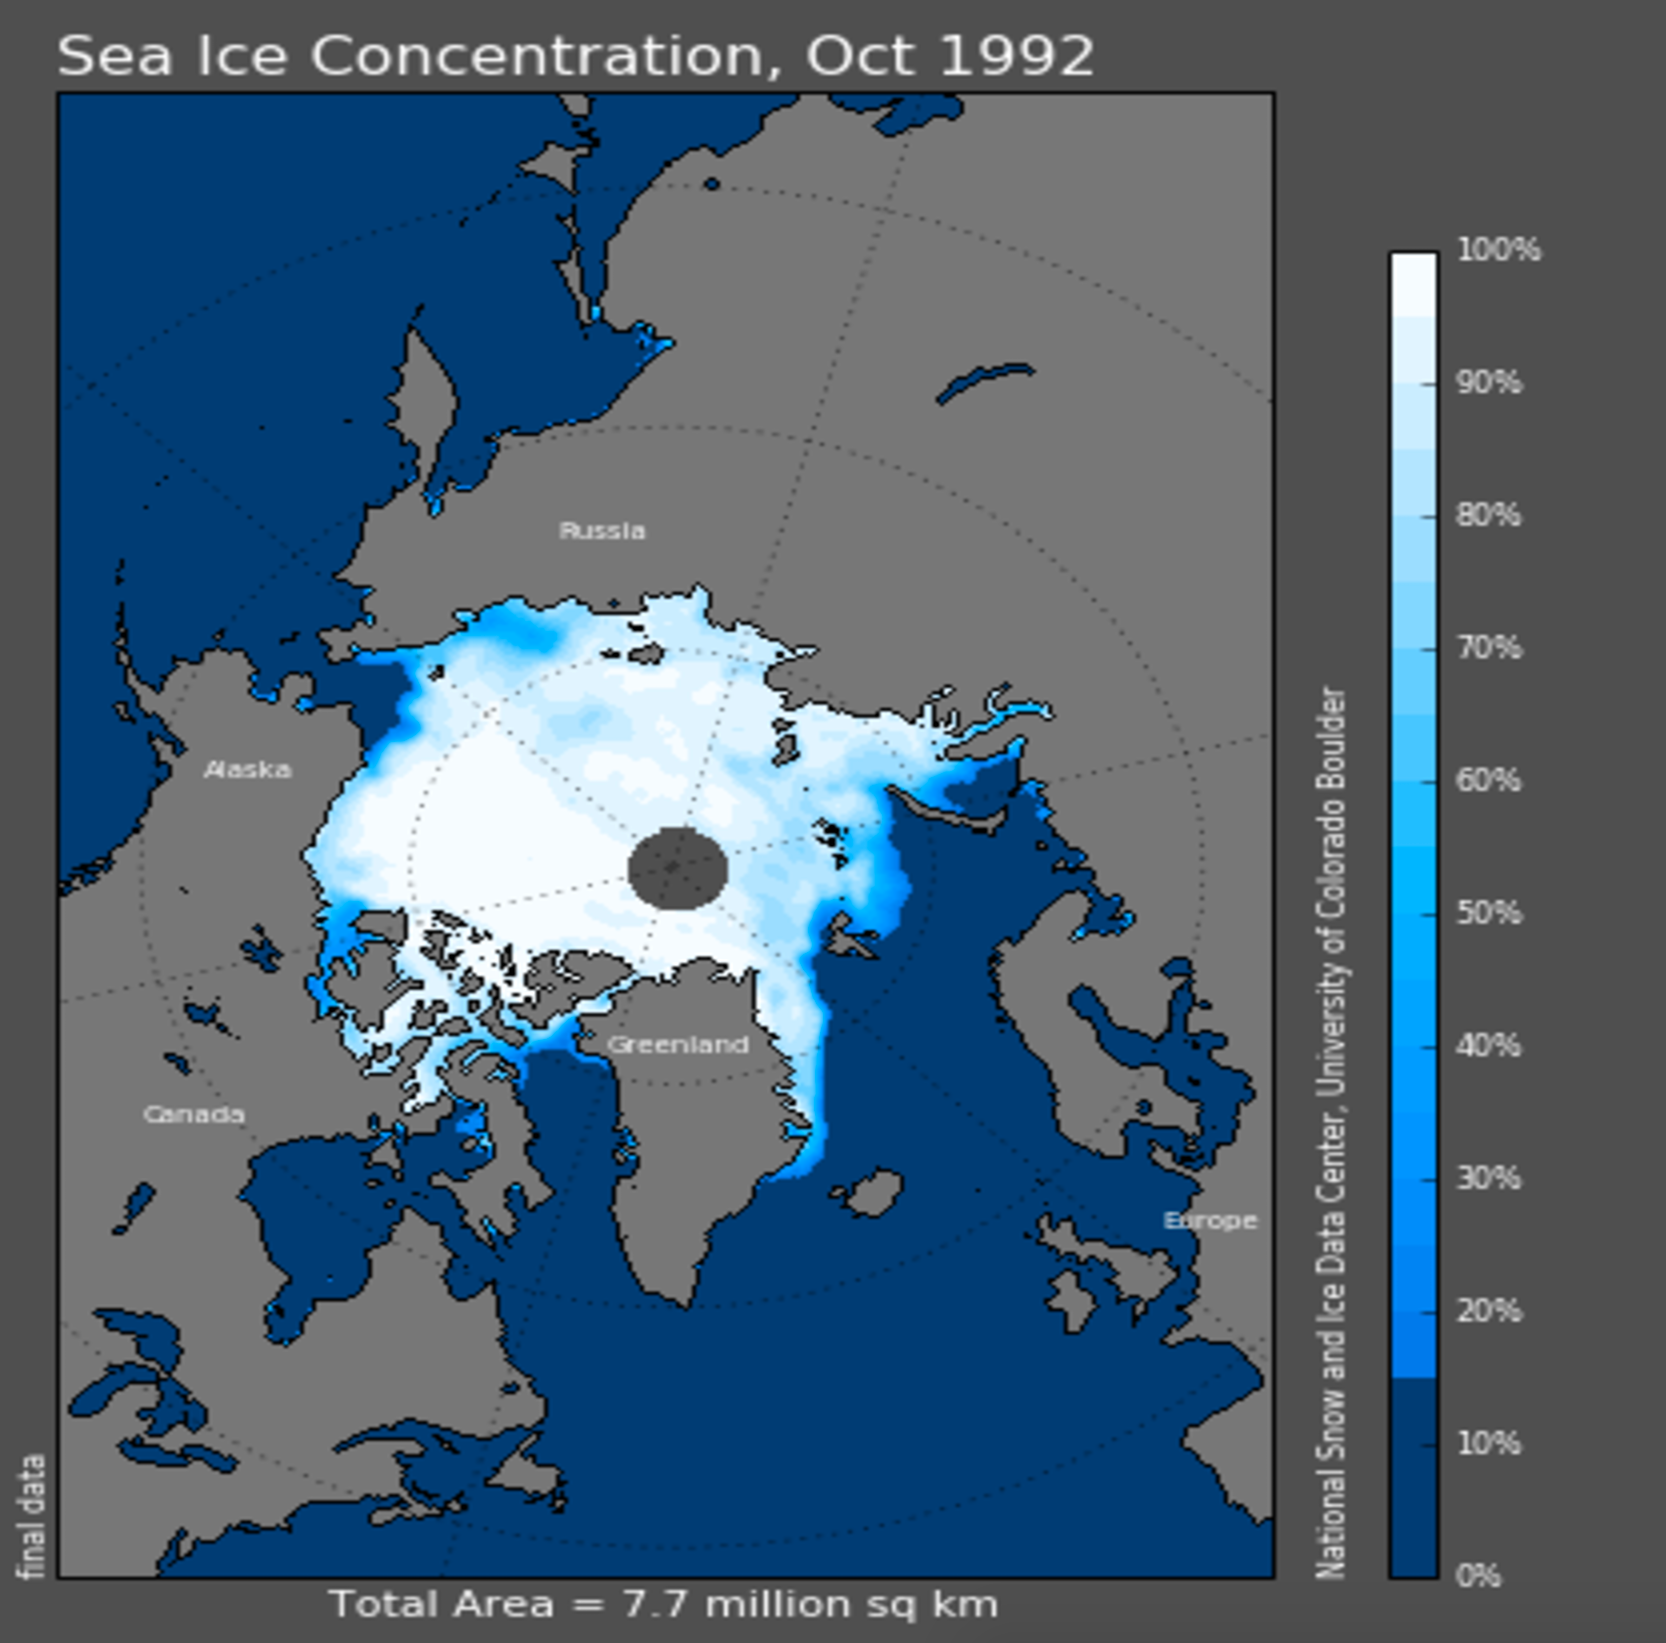 Sea Ice Concentration, Oct 1992
Russia
Alaska
Greenland
Canada
Europe
100%
90%
80%
70%
60%
50%
40%
30%
20%
10%
0%
National Snow and Ice Data Center, University of Colorado Boulder
final data
Total Area = 7.7 million sq km